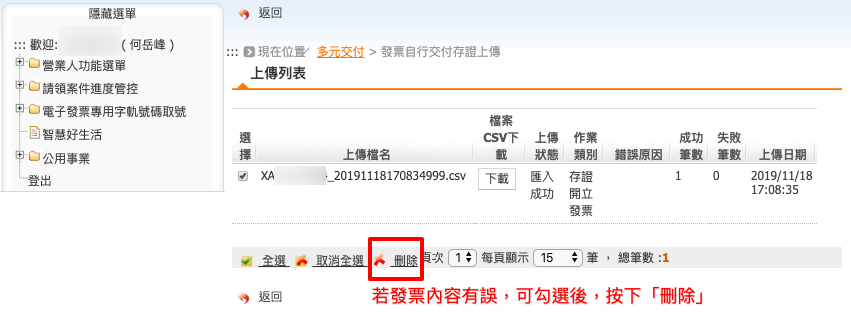 隱藏選單
::: 歡迎: ( 何岳峰 )
營業人功能選單
請領案件進度管控
電子發票專用字軌號碼取號
智慧好生活
公用事業
登出
返回
::: 現在位置╱ 多元交付 > 發票自行交付存證上傳
上傳列表
選擇 上傳檔名 檔案CSV下載 上傳狀態 作業類別 錯誤原因 成功筆數 失敗筆數 上傳日期
XA _20191118170834999.csv 下載 匯入成功 存證開立發票 1 0 2019/11/18 17:08:35
全選 取消全選 刪除 頁次 1 每頁顯示 15 筆 ， 總筆數 :1
返回
若發票內容有誤，可勾選後，按下「刪除」